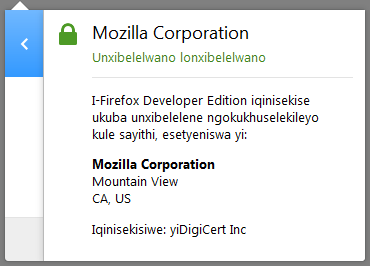 Mozilla Corporation
Unxibelelwano lonxibelelwano
I-Firefox Developer Edition iqinisekise
ukuba unxibelelene ngokukhuselekileyo
kule sayithi, esetyeniswa yi:
Mozilla Corporation
Mountain View
CA, US
Iqinisekisiwe: yiDigiCert Inc